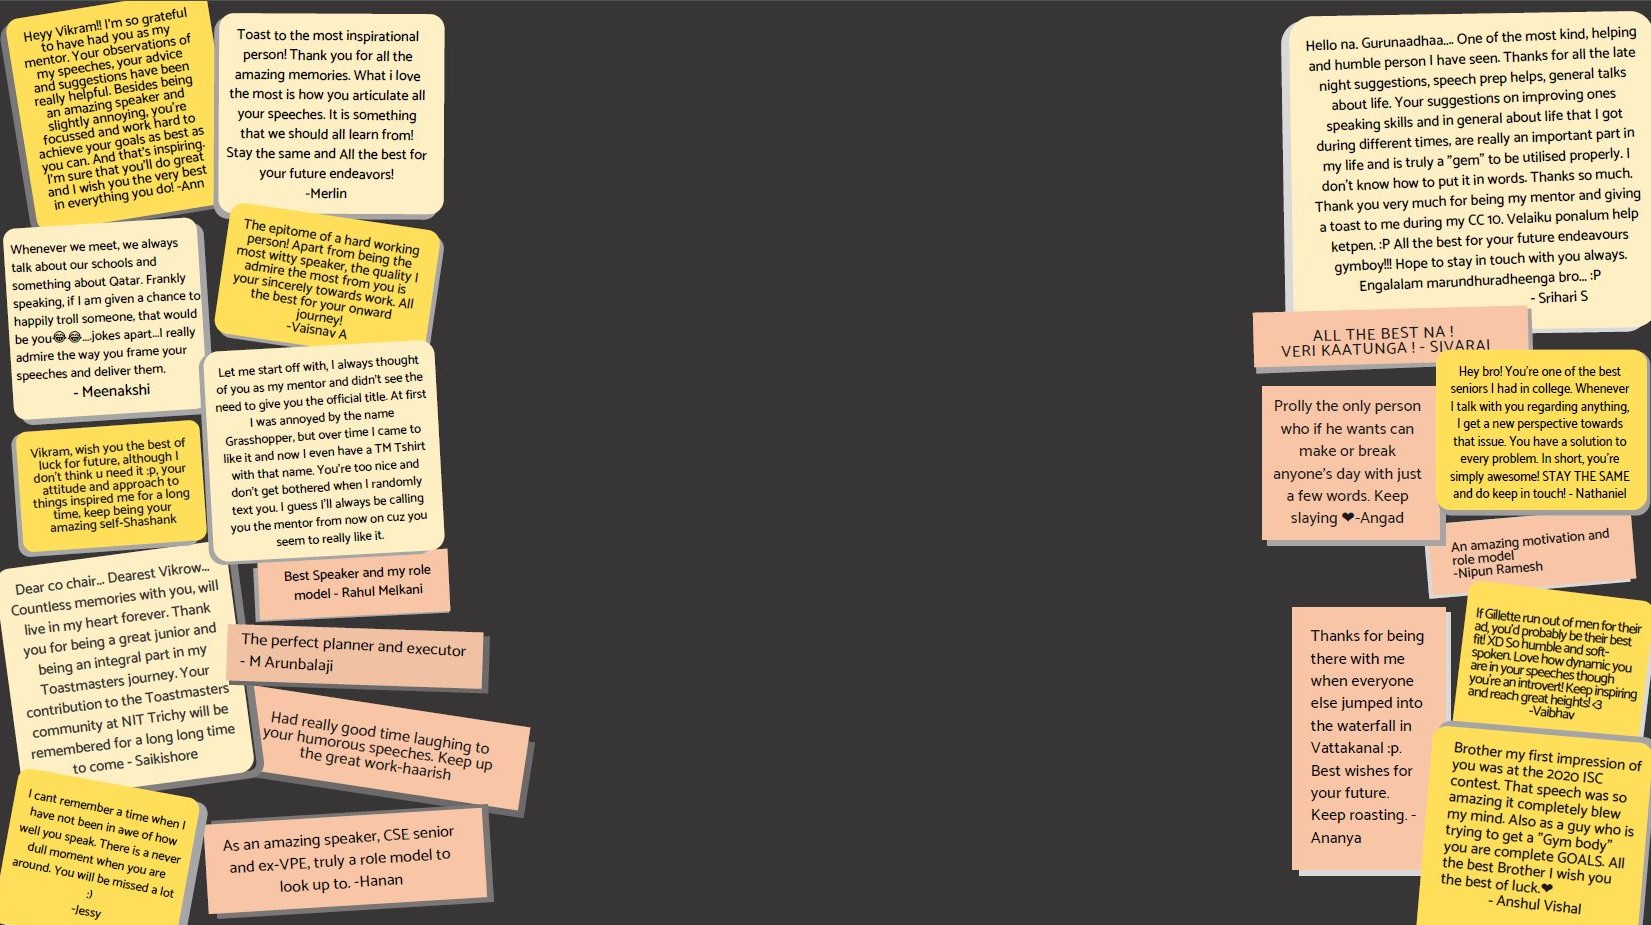 Heyy Vikram!! I'm so grateful
to have had you as my
mentor. Your observations of
my speeches, your advice
and suggestions have been
really helpful. Besides being
an amazing speaker and
slightly annoying, you're
focussed and work hard to
achieve your goals as best as
you can. And that's inspiring.
I'm sure that you'll do great
and I wish you the very best
in everything you do! -Ann
Toast to the most inspirational
person! Thank you for all the
amazing memories. What i love
the most is how you articulate all
your speeches. It is something
that we should all learn from!
Stay the same and All the best for
your future endeavors!
-Merlin
The epitome of a hard working
person! Apart from being the
most witty speaker, the quality I
admire the most from you is
your sincerely towards work. All
the best for your onward
journey!
-Vaisnav A
Whenever we meet, we always
talk about our schools and
something about Qatar. Frankly
speaking, if I am given a chance to
happily troll someone, that would
be you😂😂....jokes apart...I really
admire the way you frame your
speeches and deliver them.
- Meenakshi
Let me start off with, I always thought
of you as my mentor and didn't see the
need to give you the official title. At first
I was annoyed by the name
Grasshopper, but over time I came to
like it and now I even have a TM Tshirt
with that name. You're too nice and
don't get bothered when I randomly
text you. I guess I'll always be calling
you the mentor from now on cuz you
seem to really like it.
Vikram, wish you the best of
luck for future, although I
don't think u need it :p, your
attitude and approach to
things inspired me for a long
time, keep being your
amazing self-Shashank
Best Speaker and my role
model - Rahul Melkani
Dear co chair... Dearest Vikrow...
Countless memories with you, will
live in my heart forever. Thank
you for being a great junior and
being an integral part in my
Toastmasters journey. Your
contribution to the Toastmasters
community at NIT Trichy will be
remembered for a long long time
to come - Saikishore
The perfect planner and executor
- M Arunbalaji
Had really good time laughing to
your humorous speeches. Keep up
the great work-haarish
I cant remember a time when I
have not been in awe of how
well you speak. There is a never
dull moment when you are
around. You will be missed a lot
:)
-Jessy
As an amazing speaker, CSE senior
and ex-VPE, truly a role model to
look up to. -Hanan
Hello na. Gurunaadhaa.... One of the most kind, helping
and humble person I have seen. Thanks for all the late
night suggestions, speech prep helps, general talks
about life. Your suggestions on improving ones
speaking skills and in general about life that I got
during different times, are really an important part in
my life and is truly a "gem" to be utilised properly. I
don't know how to put it in words. Thanks so much.
Thank you very much for being my mentor and giving
a toast to me during my CC 10. Velaiku ponalum help
ketpen. :P All the best for your future endeavours
gymboy!!! Hope to stay in touch with you always.
Engalalam marundhuradheenga bro... :P
- Srihari S
ALL THE BEST NA !
VERI KAATUNGA ! - SIVARAJ
Hey bro! You're one of the best
seniors I had in college. Whenever
I talk with you regarding anything,
I get a new perspective towards
that issue. You have a solution to
every problem. In short, you're
simply awesome! STAY THE SAME
and do keep in touch! - Nathaniel
Prolly the only person
who if he wants can
make or break
anyone's day with just
a few words. Keep
slaying ❤-Angad
An amazing motivation and
role model
-Nipun Ramesh
If Gillette run out of men for their
ad, you'd probably be their best
fit! XD So humble and soft-
spoken. Love how dynamic you
are in your speeches though
you're an introvert! Keep inspiring
and reach great heights! <3
-Vaibhav
Thanks for being
there with me
when everyone
else jumped into
the waterfall in
Vattakanal :p.
Best wishes for
your future.
Keep roasting. -
Ananya
Brother my first impression of
you was at the 2020 ISC
contest. That speech was so
amazing it completely blew
my mind. Also as a guy who is
trying to get a "Gym body"
you are complete GOALS. All
the best Brother I wish you
the best of luck.❤
- Anshul Vishal